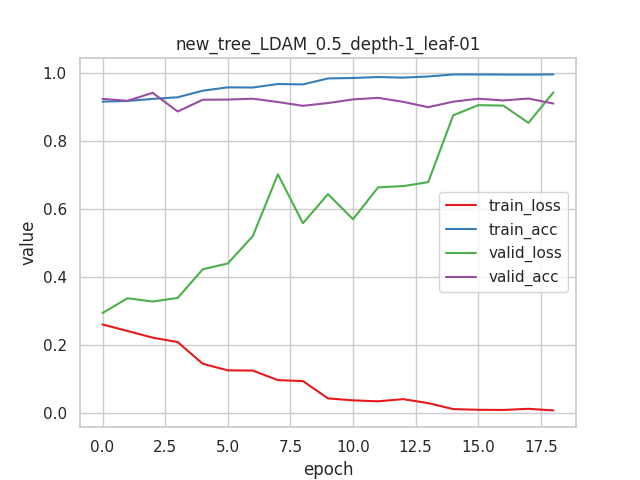 new_tree_LDAM_0.5_depth-1_leaf-01
1.0
0.8
0.6
0.4
0.2
0.0
value
train_loss
train_acc
valid_loss
valid_acc
0.0 2.5 5.0 7.5 10.0 12.5 15.0 17.5
epoch